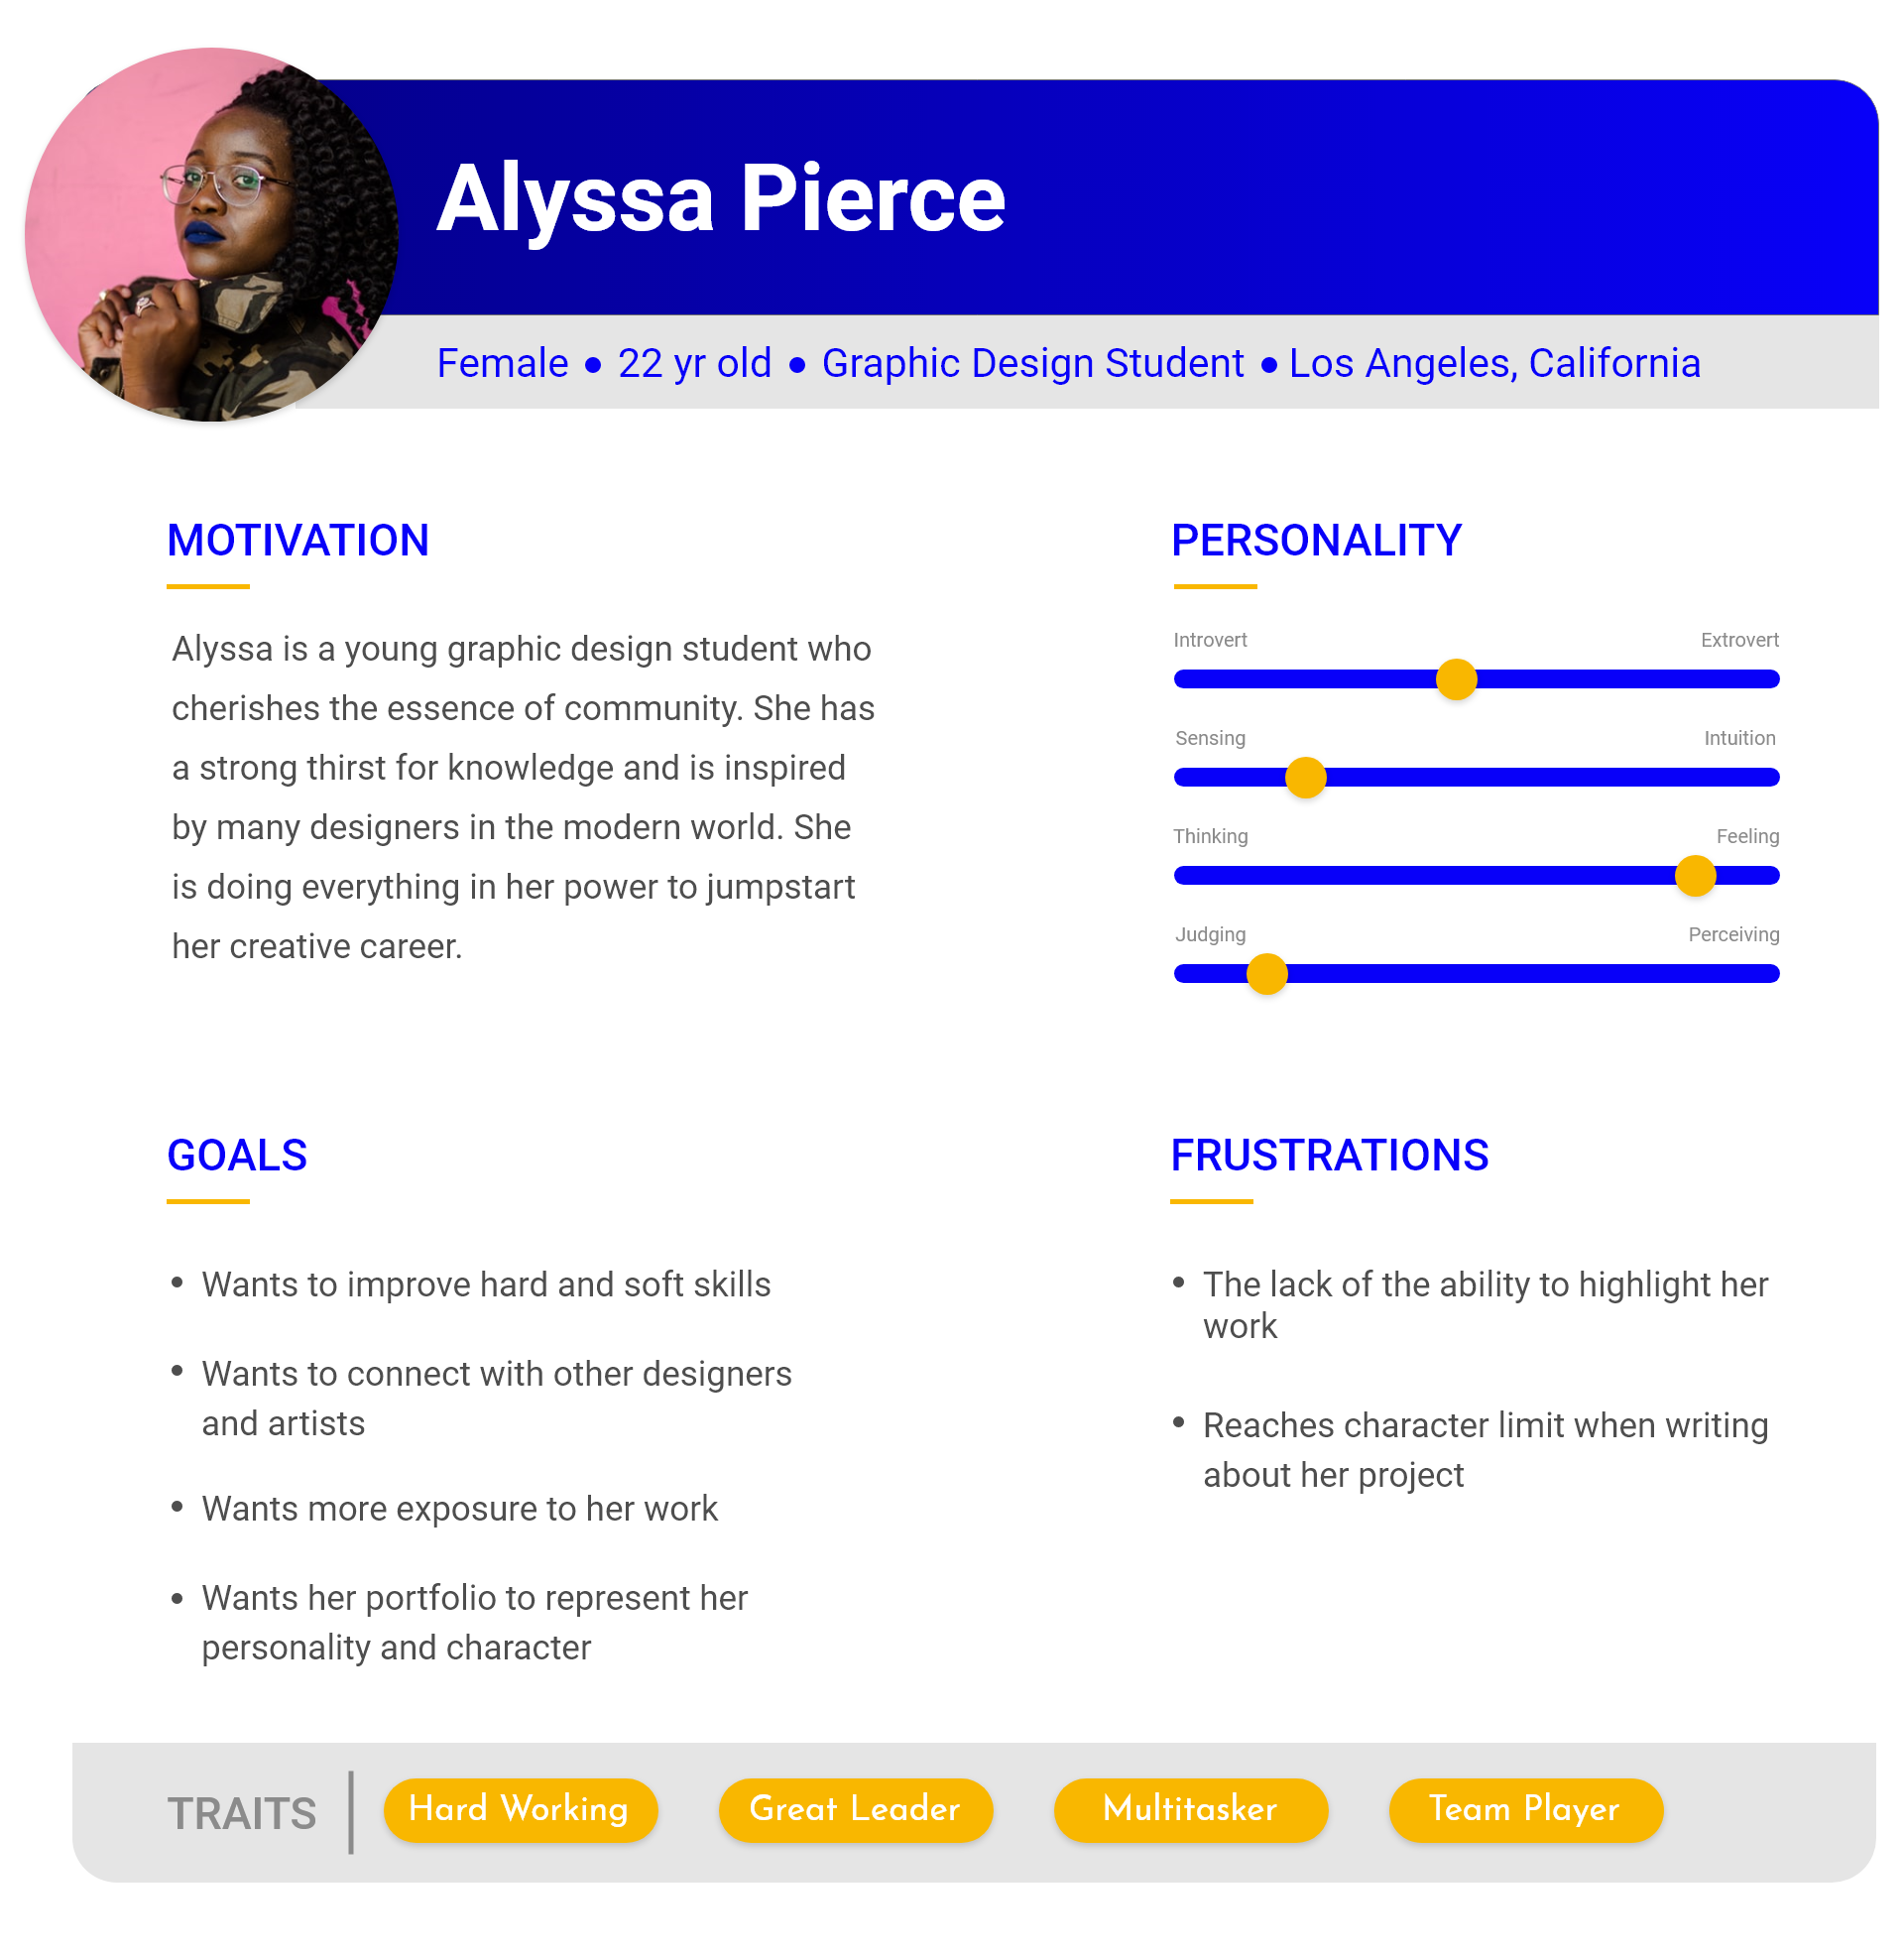 Alyssa Pierce
Female • 22 yr old • Graphic Design Student • Los Angeles, California
MOTIVATION
Alyssa is a young graphic design student who
cherishes the essence of community. She has
a strong thirst for knowledge and is inspired
by many designers in the modern world. She
is doing everything in her power to jumpstart
her creative career.
PERSONALITY
Introvert Extrovert
Sensing Intuition
Thinking Feeling
Judging Perceiving
GOALS
• Wants to improve hard and soft skills
• Wants to connect with other designers
and artists
• Wants more exposure to her work
• Wants her portfolio to represent her
personality and character
FRUSTRATIONS
• The lack of the ability to highlight her
work
• Reaches character limit when writing
about her project
TRAITS Hard Working Great Leader Multitasker Team Player